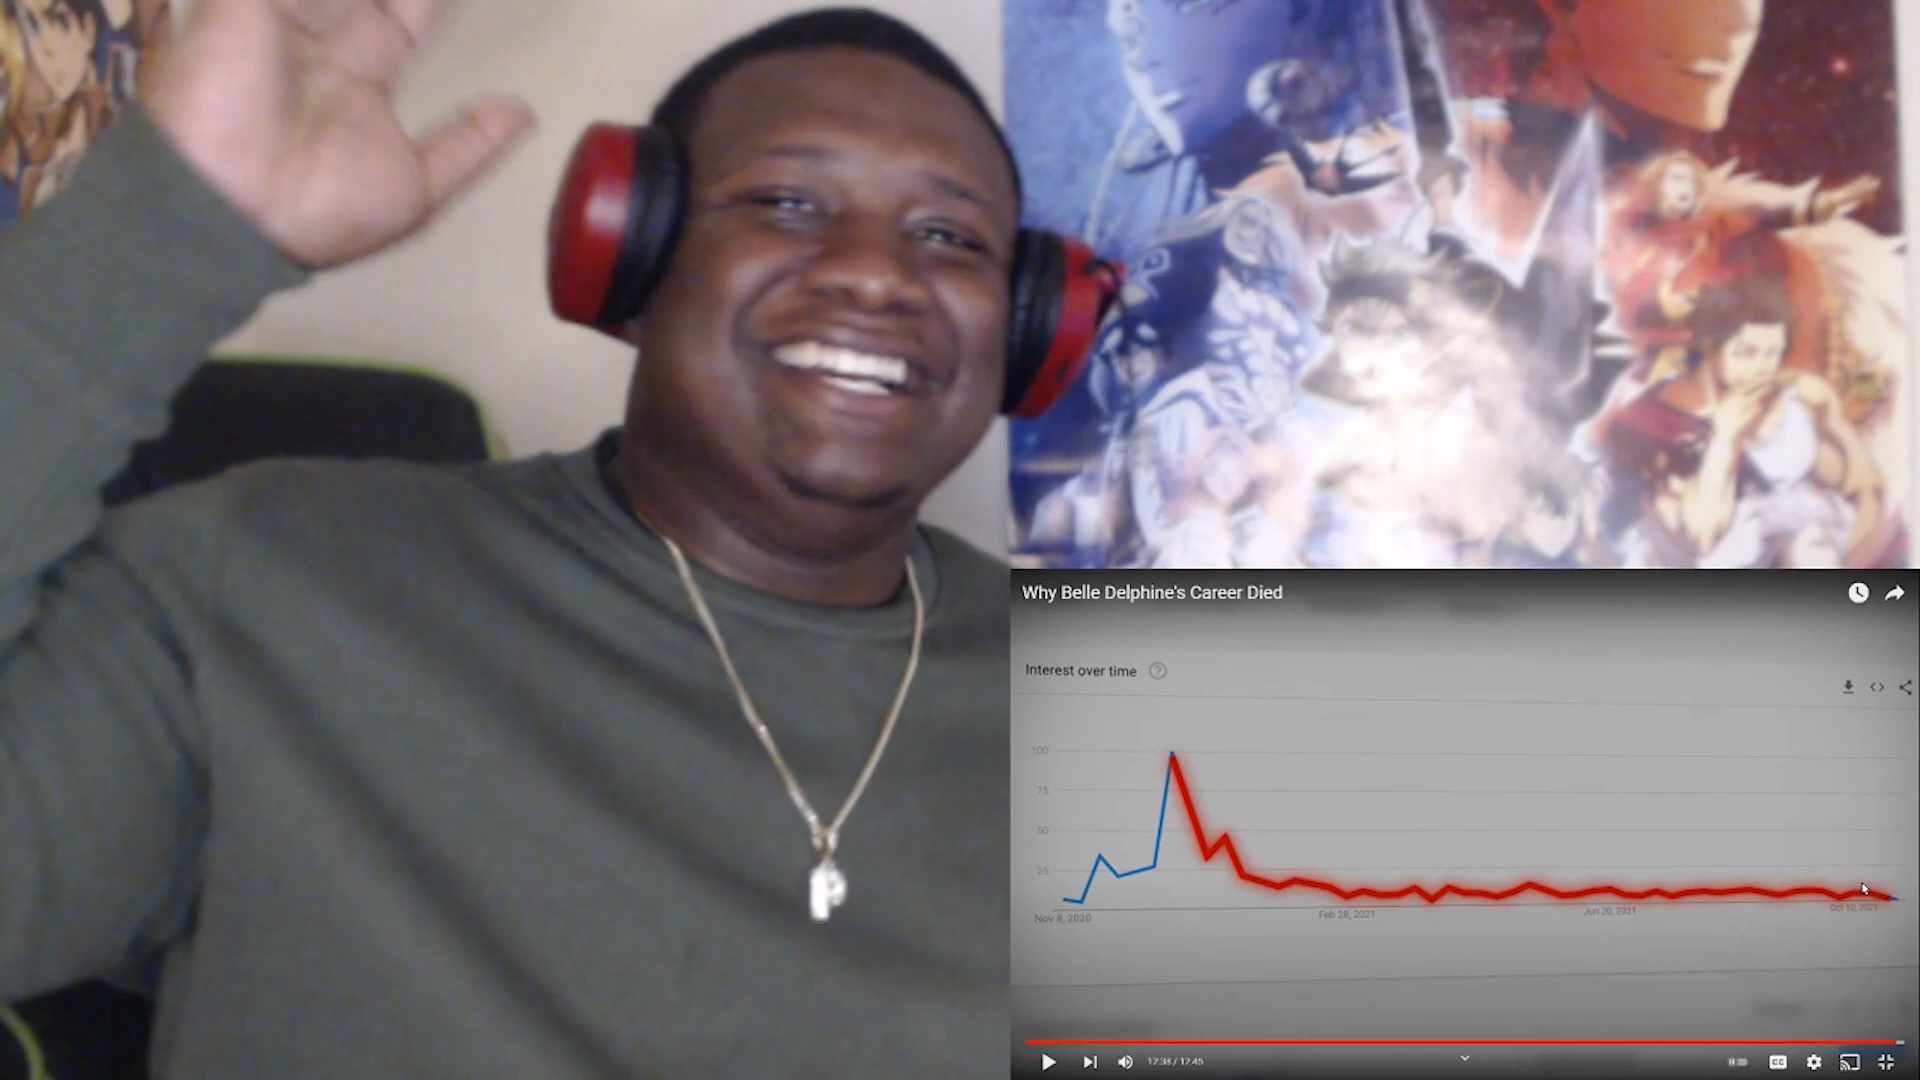 P
Why Belle Delphine's Career Died
Interest over time
100
75
50
25
Nov 8, 2020
Feb 28, 2021
Jun 20, 2021
Oct 10, 2021
12:38 / 12:45
CC